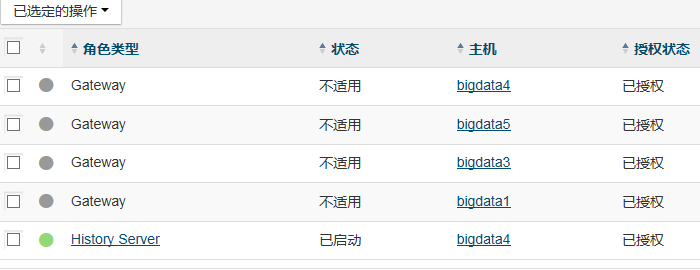 已选定的操作
角色类型 状态 主机 授权状态
Gateway 不适用 bigdata4 已授权
Gateway 不适用 bigdata5 已授权
Gateway 不适用 bigdata3 已授权
Gateway 不适用 bigdata1 已授权
History Server 已启动 bigdata4 已授权